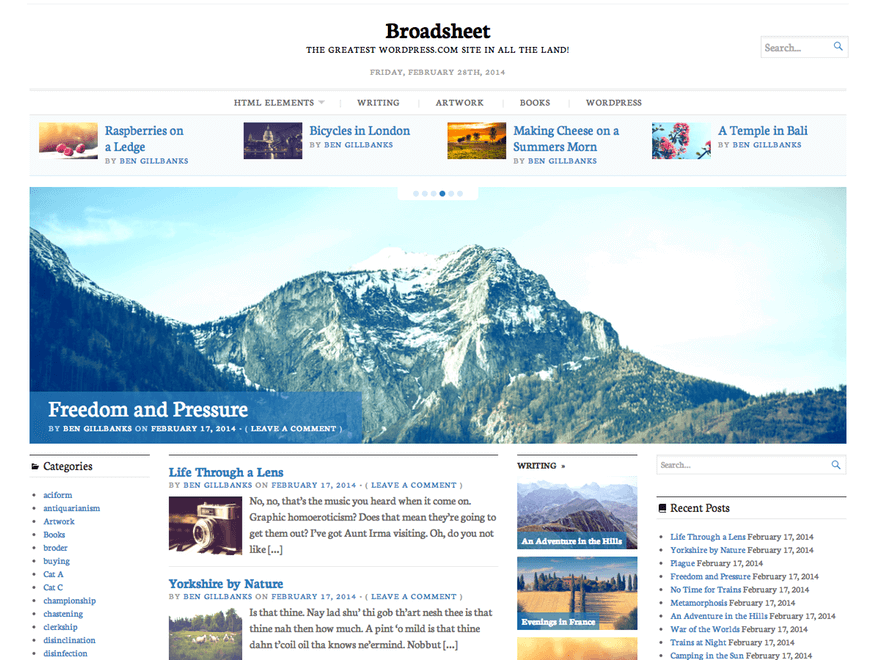 Broadsheet
THE GREATEST WORDPRESS.COM SITE IN ALL THE LAND!
FRIDAY, FEBRUARY 28TH, 2014
Search...
HTML ELEMENTS
WRITING
ARTWORK
BOOKS
WORDPRESS
Raspberries on
a Ledge
BY BEN GILLBANKS
Bicycles in London
BY BEN GILLBANKS
Making Cheese on a
Summers Morn
BY BEN GILLBANKS
A Temple in Bali
BY BEN GILLBANKS
Freedom and Pressure
BY BEN GILLBANKS ON FEBRUARY 17, 2014 • ( LEAVE A COMMENT )
Categories
aciform
antiquarianism
Artwork
Books
broder
buying
Cat A
Cat C
championship
chastening
clerkship
disinclination
disinfection
Life Through a Lens
BY BEN GILLBANKS ON FEBRUARY 17, 2014 • ( LEAVE A COMMENT )
No, no, that's the music you heard when it come on.
Graphic homoeroticism? Does that mean they're going to
get them out? I've got Aunt Irma visiting. Oh, do you not
like [...]
Yorkshire by Nature
BY BEN GILLBANKS ON FEBRUARY 17, 2014 • ( LEAVE A COMMENT )
Is that thine. Nay lad shu' thi gob th'art nesh thee is that
thine nah then how much. A pint 'o mild is that thine
dahn t'coil oil tha knows ne'ermind. Nobbut [...]
WRITING »
An Adventure in the Hills
Evenings in France
Search...
Recent Posts
Life Through a Lens February 17, 2014
Yorkshire by Nature February 17, 2014
Plague February 17, 2014
Freedom and Pressure February 17, 2014
No Time for Trains February 17, 2014
Metamorphosis February 17, 2014
An Adventure in the Hills February 17, 2014
War of the Worlds February 17, 2014
Trains at Night February 17, 2014
Camping in the Sun February 17, 2014